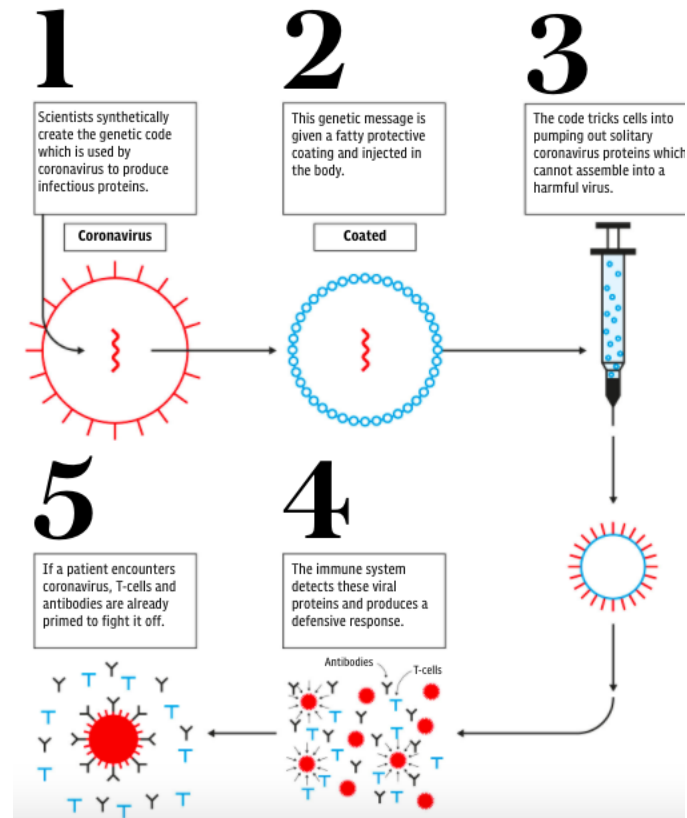 1
Scientists synthetically
create the genetic code
which is used by
coronavirus to produce
infectious proteins.
Coronavirus
2
This genetic message is
given a fatty protective
coating and injected in
the body.
Coated
3
The code tricks cells into
pumping out solitary
coronavirus proteins which
cannot assemble into a
harmful virus.
4
The immune system
detects these viral
proteins and produces a
defensive response.
Antibodies
T-cells
5
If a patient encounters
coronavirus, T-cells and
antibodies are already
primed to fight it off.